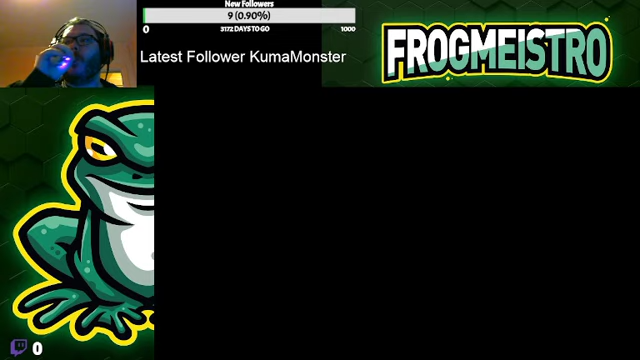 New Followers
9 (0.90%)
0 3172 DAYS TO GO 1000
Latest Follower KumaMonster
FROGMEISTRO
0